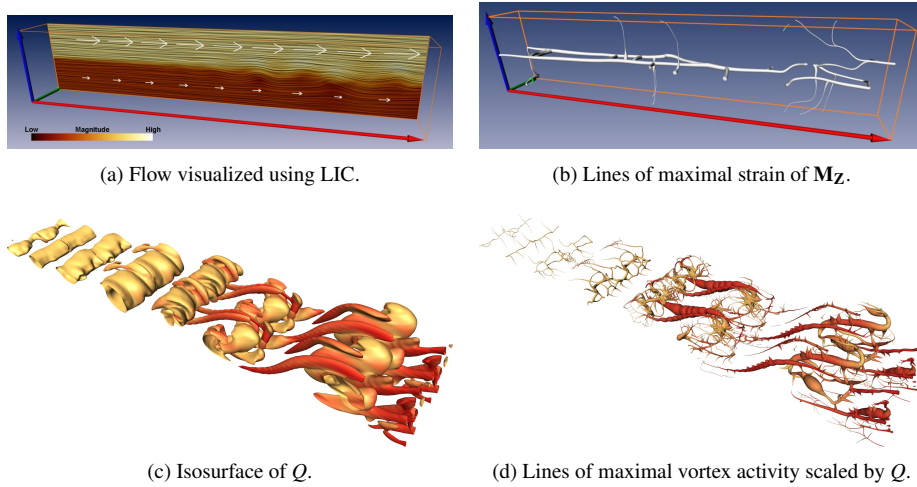 Low Magnitude High
(a) Flow visualized using LIC.
(b) Lines of maximal strain of M_Z.
(c) Isosurface of Q.
(d) Lines of maximal vortex activity scaled by Q.